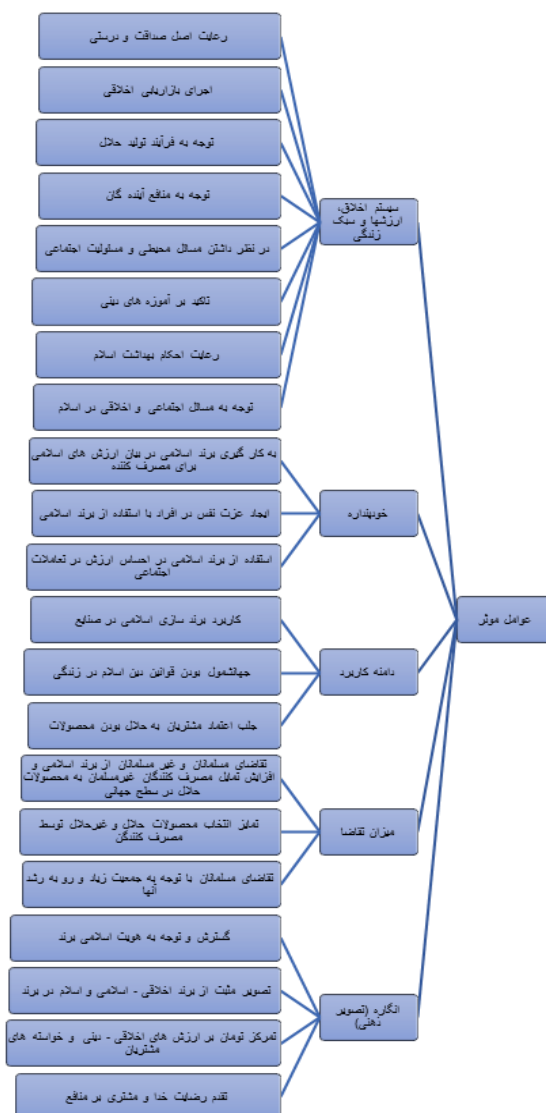 عوامل موثر
سیستم اخلاق،
ارزشها و سبک
زندگی
رعایت اصل صداقت و درستی
اجرای بازاریابی اخلاقی
توجه به فرآیند تولید حلال
توجه به منافع آینده گان
در نظر داشتن مسائل محیطی و مسئولیت اجتماعی
تاکید بر آموزه های دینی
رعایت احکام بهداشت اسلام
توجه به مسائل اجتماعی و اخلاقی در اسلام
خودپنداره
به کار گیری برند اسلامی در بیان ارزش های اسلامی
برای مصرف کننده
ایجاد عزت نفس در افراد با استفاده از برند اسلامی
استفاده از برند اسلامی در احساس ارزش در تعاملات
اجتماعی
دامنه کاربرد
کاربرد برند سازی اسلامی در صنایع
جهانشمول بودن قوانین دین اسلام در زندگی
جلب اعتماد مشتریان به حلال بودن محصولات
میزان تقاضا
تقاضای مسلمانان و غیر مسلمانان از برند اسلامی و
افزایش تمایل مصرف کنندگان غیرمسلمان به محصولات
حلال در سطح جهانی
تمایز انتخاب محصولات حلال و غیرحلال توسط
مصرف کنندگن
تقاضای مسلمانان با توجه به جمعیت زیاد و رو به رشد
آنها
انگاره (تصویر
ذهنی)
گسترش و توجه به هویت اسلامی برند
تصویر مثبت از برند اخلاقی - اسلامی و اسلام در برند
تمرکز تومان بر ارزش های اخلاقی - دینی و خواسته های
مشتریان
تقدم رضایت خدا و مشتری بر منافع